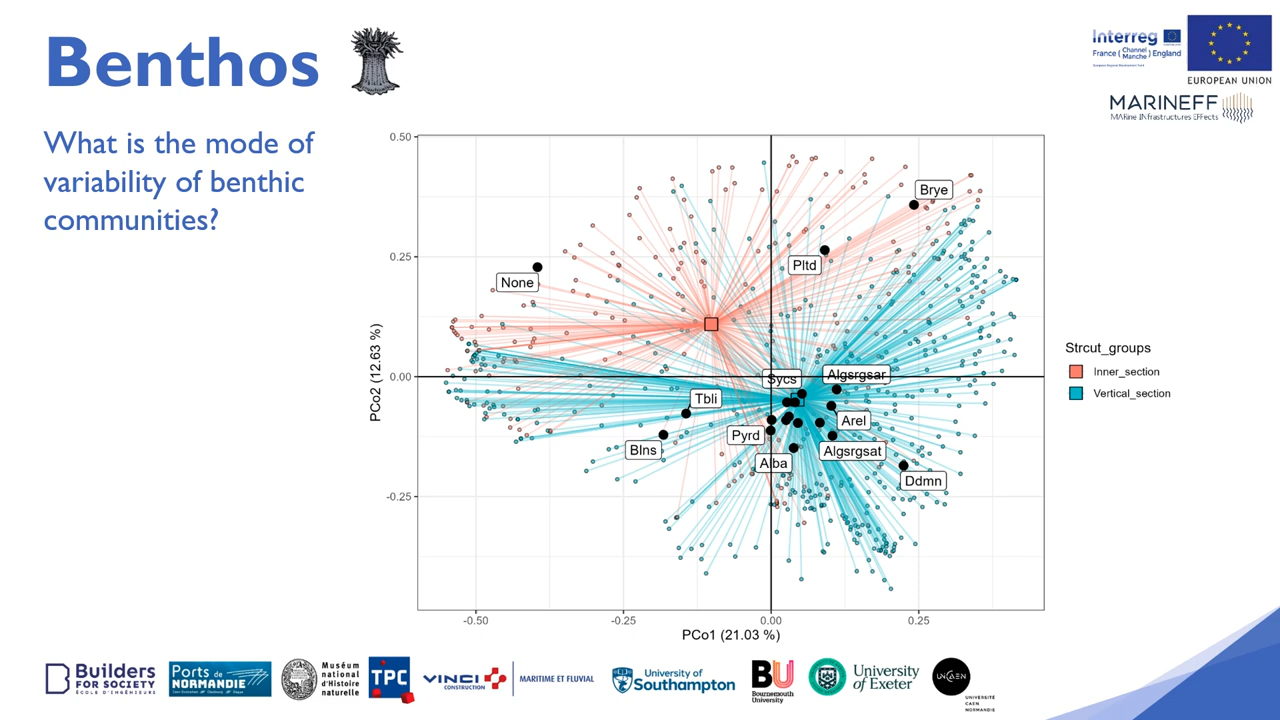 Benthos
Interreg
France ( Channel Manche ) England
EUROPEAN UNION
MARINEFF
MARine INfrastructures EFFects
What is the mode of
variability of benthic
communities?
0.50
0.25
0.00
-0.25
PCo2 (12.63 %)
Brye
Pltd
None
Sycs
Algsrgsar
Tbli
Arel
Pyrd
Blns
Algsrgsat
Alba
Ddmn
-0.50
-0.25
0.00
0.25
PCo1 (21.03 %)
Strcut_groups
Inner_section
Vertical_section
Builders
FOR SOCIETY
ÉCOLE D'INGÉNIEURS
Ports de
NORMANDIE
Muséum
national
d'Histoire
naturelle
TPC
VINCI
CONSTRUCTION
MARITIME ET FLUVIAL
University of
Southampton
BU
Bournemouth
University
University
of Exeter
UNICAEN
UNIVERSITÉ
CAEN
NORMANDIE